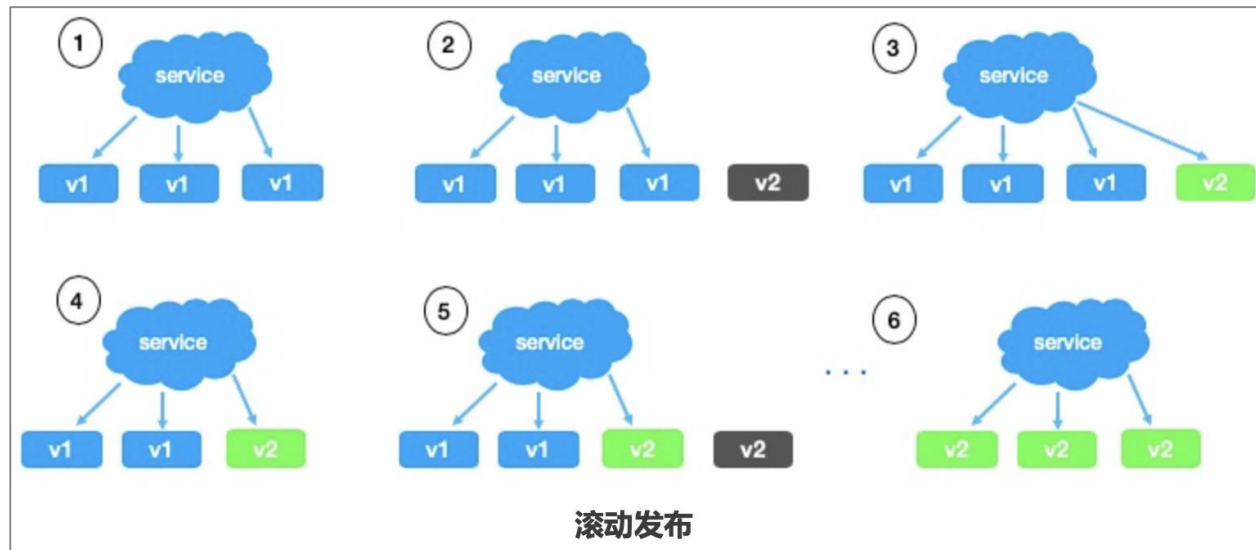 1
service
v1 v1 v1
2
service
v1 v1 v1 v2
3
service
v1 v1 v1 v2
4
service
v1 v1 v2
5
service
v1 v1 v2 v2
...
6
service
v2 v2 v2
滚动发布